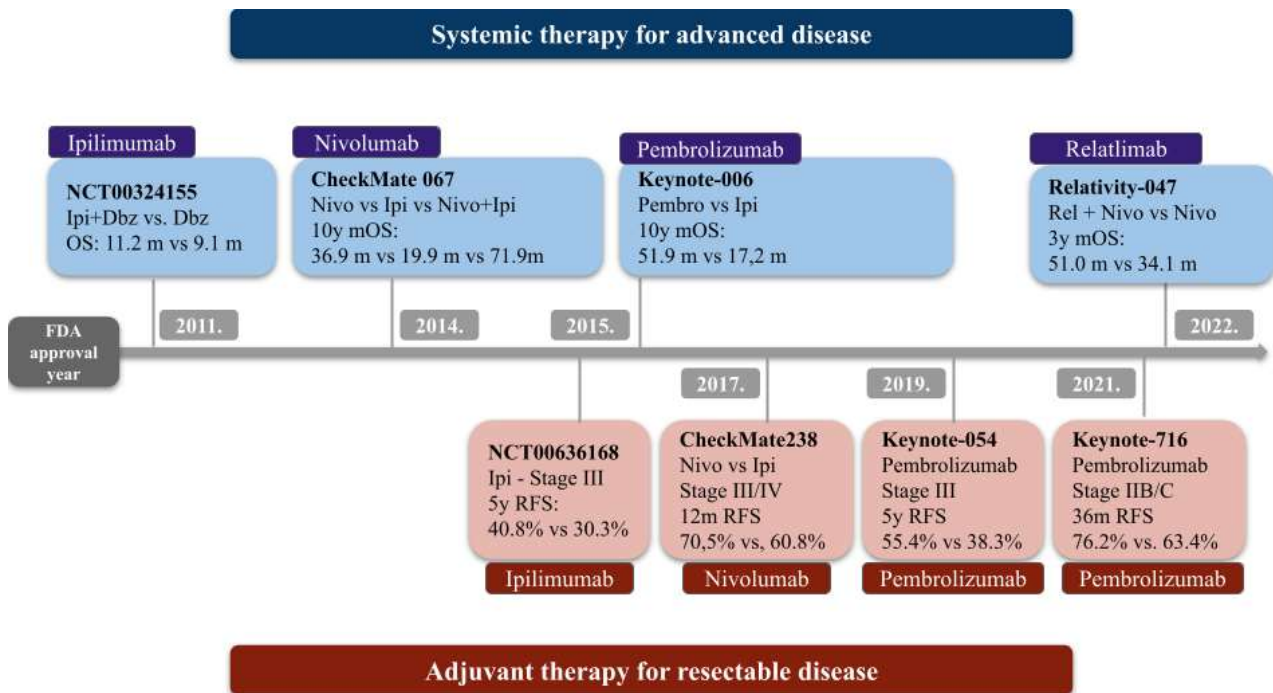 Systemic therapy for advanced disease
Ipilimumab
NCT00324155
Ipi+Dbz vs. Dbz
OS: 11.2 m vs 9.1 m
Nivolumab
CheckMate 067
Nivo vs Ipi vs Nivo+Ipi
10y mOS:
36.9 m vs 19.9 m vs 71.9m
Pembrolizumab
Keynote-006
Pembro vs Ipi
10y mOS:
51.9 m vs 17,2 m
Relatlimab
Relativity-047
Rel + Nivo vs Nivo
3y mOS:
51.0 m vs 34.1 m
FDA
approval
year
2011.
2014.
2015.
2017.
2019.
2021.
2022.
NCT00636168
Ipi - Stage III
5y RFS:
40.8% vs 30.3%
Ipilimumab
CheckMate238
Nivo vs Ipi
Stage III/IV
12m RFS
70,5% vs, 60.8%
Nivolumab
Keynote-054
Pembrolizumab
Stage III
5y RFS
55.4% vs 38.3%
Pembrolizumab
Keynote-716
Pembrolizumab
Stage IIB/C
36m RFS
76.2% vs. 63.4%
Pembrolizumab
Adjuvant therapy for resectable disease